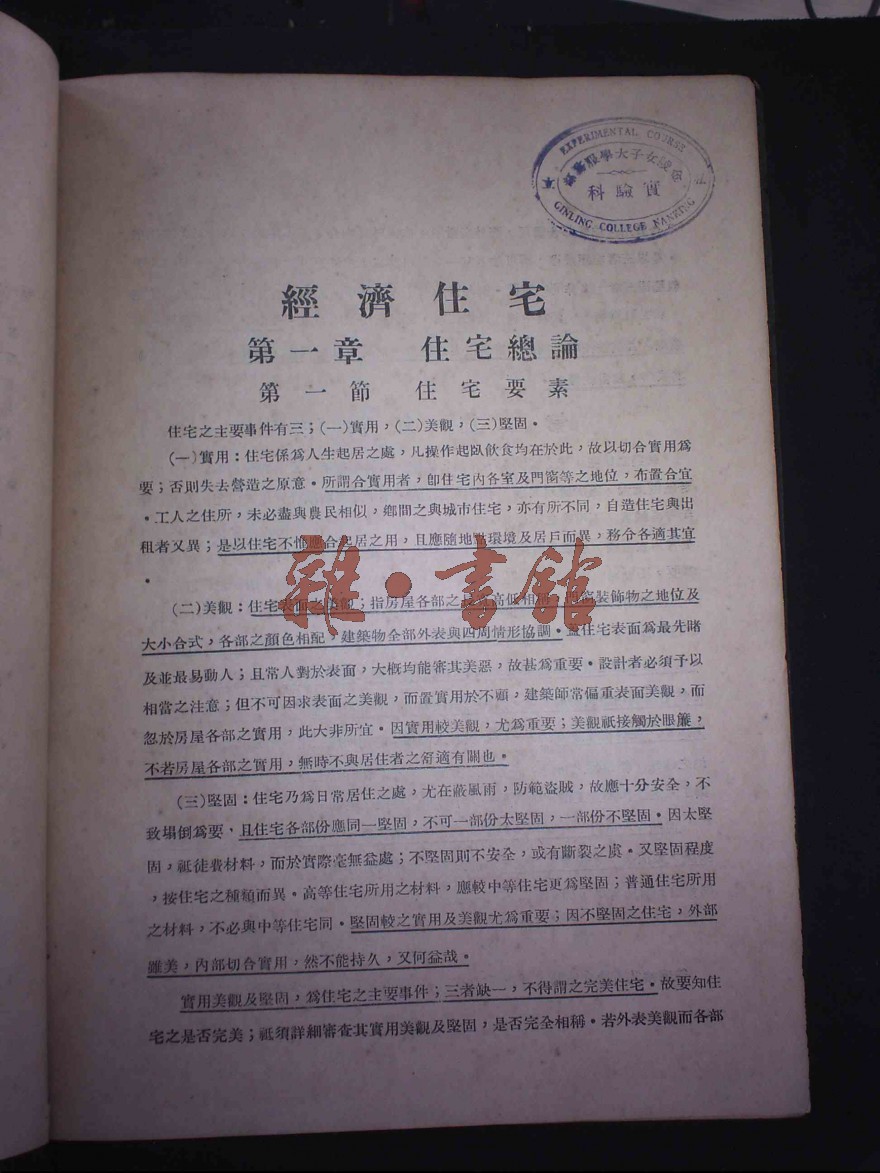 EXPERIMENTAL COURSE
女子大學服務部
實驗科
GINLING COLLEGE NANKING
經濟住宅
第一章 住宅總論
第一節 住宅要素
住宅之主要事件有三；(一)實用，(二)美觀，(三)堅固。
(一)實用：住宅係爲人生起居之處，凡操作起臥飲食均在於此，故以切合實用爲
要；否則失去營造之原意。所謂合實用者，卽住宅內各室及門窗等之地位，布置合宜
。工人之住所，未必盡與農民相似，鄉間之與城市住宅，亦有所不同，自造住宅與出
租者又異；是以住宅不惟應合起居之用，且應隨地點環境及居戶而異，務令各適其宜
。
雜·書館
(二)美觀：住宅表面之；指房屋各部之高低相，窗裝飾物之地位及
大小合式，各部之顏色相配，建築物全部外表與四周情形協調。蓋住宅表面爲最先睹
及並最易動人；且常人對於表面，大概均能審其美惡，故甚爲重要。設計者必須予以
相當之注意；但不可因求表面之美觀，而置實用於不顧，建築師常偏重表面美觀，而
忽於房屋各部之實用，此大非所宜。因實用較美觀，尤爲重要；美觀祇接觸於眼簾，
不若房屋各部之實用，無時不與居住者之舒適有關也。
(三)堅固：住宅乃爲日常居住之處，尤在蔽風雨，防範盜賊，故應十分安全，不
致塌倒爲要、且住宅各部份應同一堅固，不可一部份太堅固，一部份不堅固。因太堅
固，祇徒費材料，而於實際毫無益處；不堅固則不安全，或有斷裂之虞。又堅固程度
，按住宅之種類而異。高等住宅所用之材料，應較中等住宅更爲堅固；普通住宅所用
之材料，不必與中等住宅同。堅固較之實用及美觀尤爲重要；因不堅固之住宅，外部
雖美，內部切合實用，然不能持久，又何益哉。
實用美觀及堅固，爲住宅之主要事件；三者缺一，不得謂之完美住宅。故要知住
宅之是否完美；祇須詳細審查其實用美觀及堅固，是否完全相稱。若外表美觀而各部